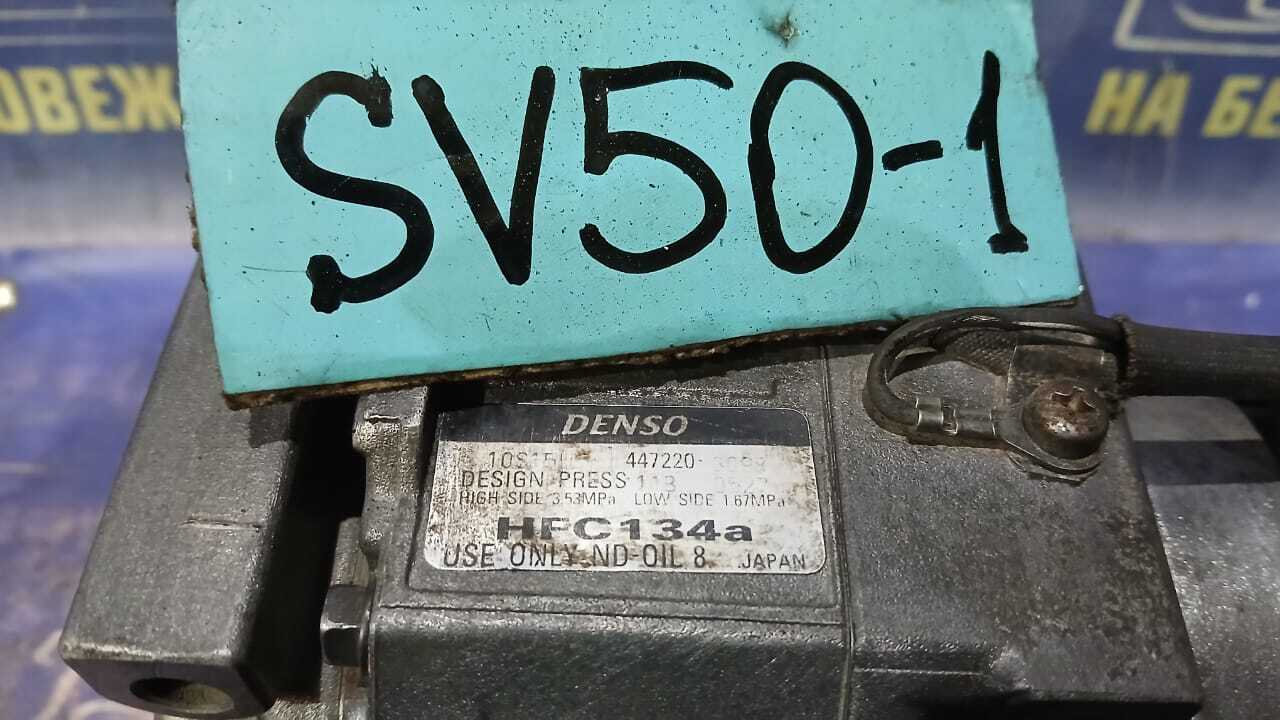 SV50-1
ОВЕЖ
НА БЕ
DENSO
447220-
DESIGN PRESS
HIGH SIDE 3.53MPa LOW SIDE 1.67MPa
HFC134a
USE ONLY ND-OIL 8 JAPAN